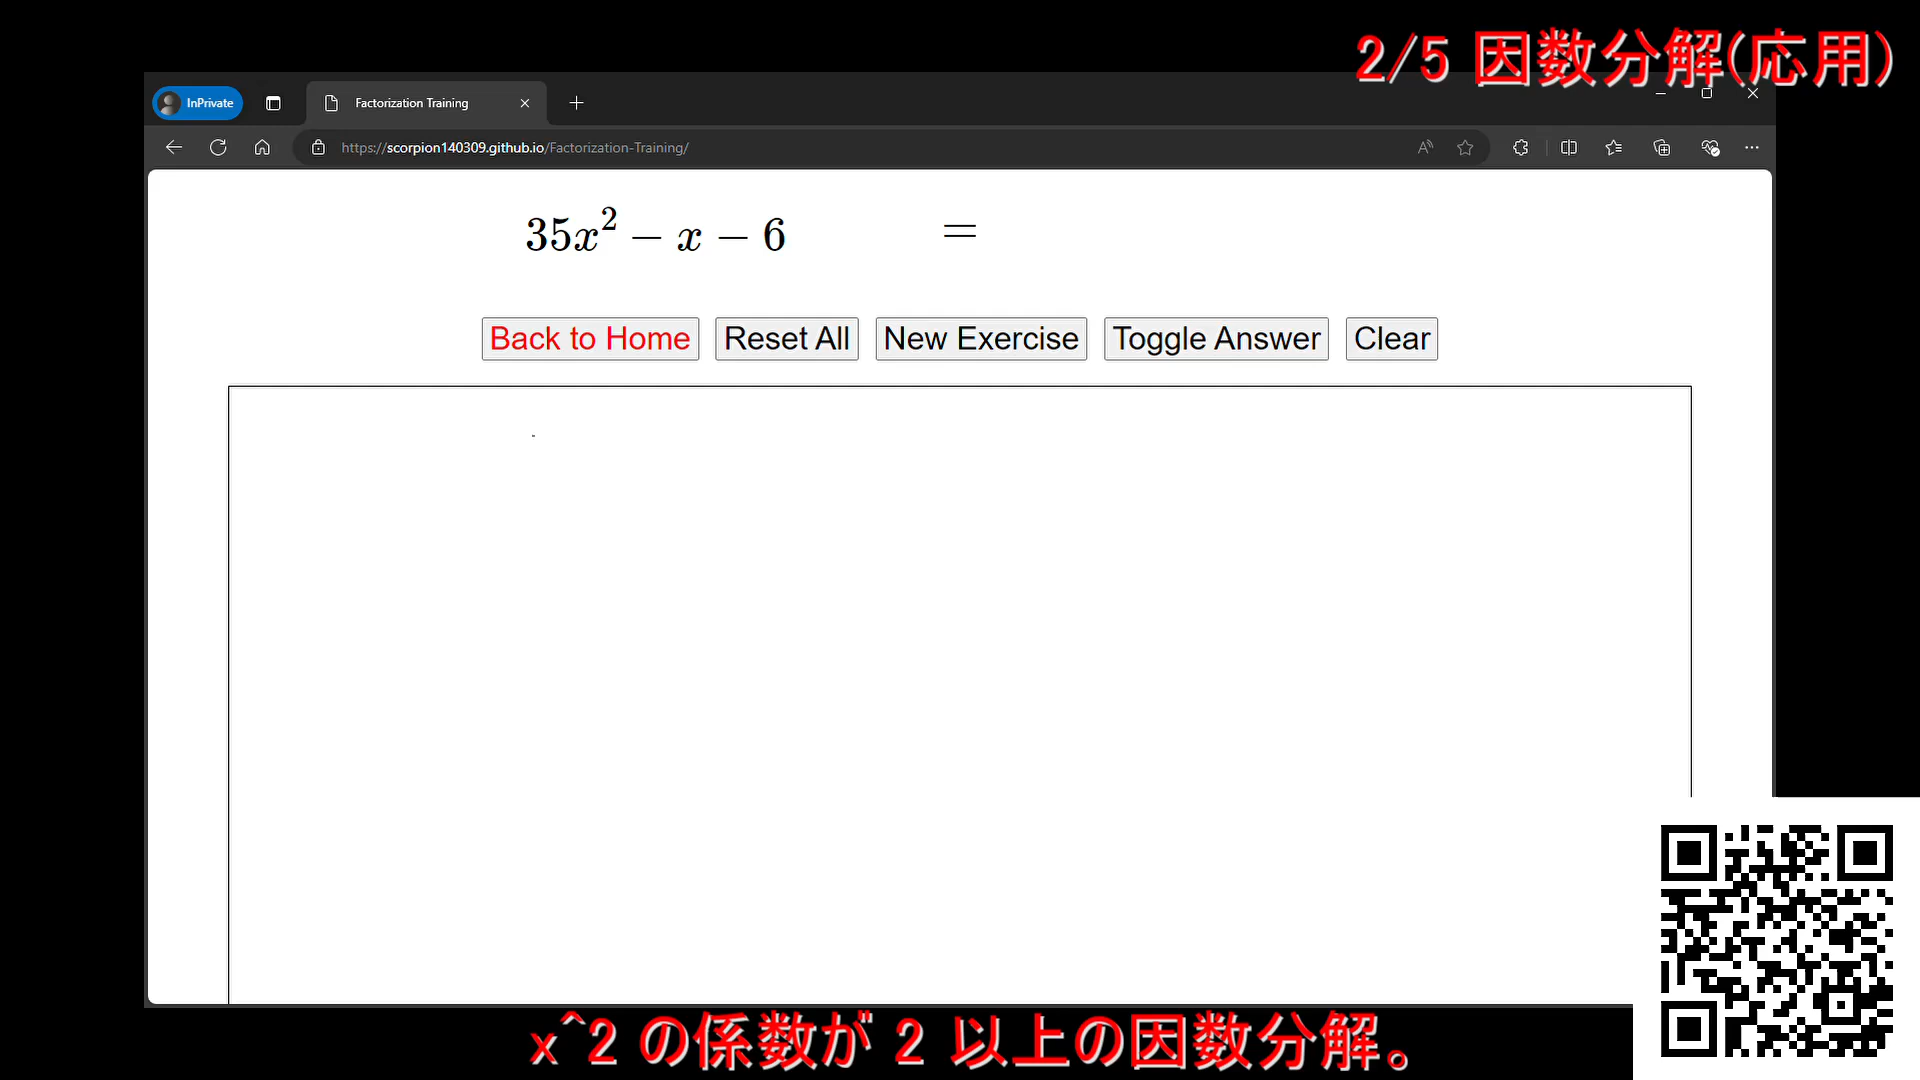 2/5 因数分解(応用)
InPrivate
Factorization Training
https://scorpion140309.github.io/Factorization-Training/
35x² − x − 6 =
Back to Home Reset All New Exercise Toggle Answer Clear
x^2 の係数が 2 以上の因数分解。